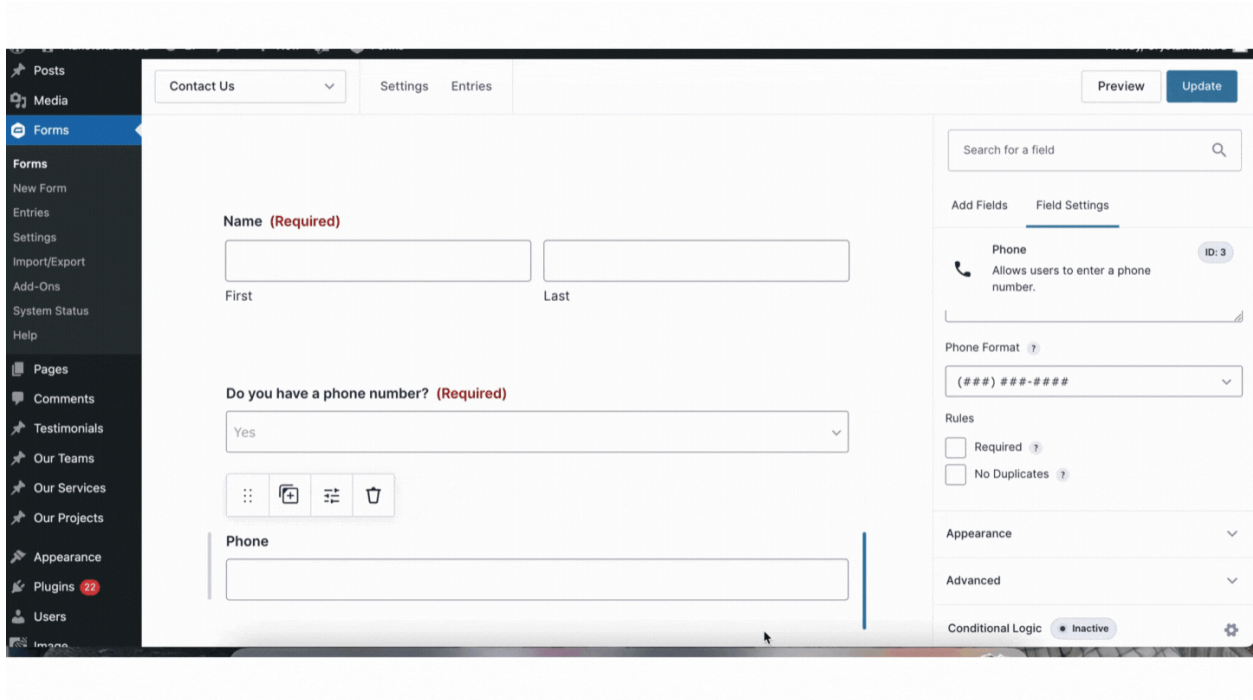 Posts
Media
Forms
Forms
New Form
Entries
Settings
Import/Export
Add-Ons
System Status
Help
Pages
Comments
Testimonials
Our Teams
Our Services
Our Projects
Appearance
Plugins 22
Users
Image
Contact Us
Settings
Entries
Preview
Update
Name (Required)
First
Last
Do you have a phone number? (Required)
Yes
Phone
Search for a field
Add Fields
Field Settings
Phone
ID: 3
Allows users to enter a phone
number.
Phone Format ?
(###) ###-####
Rules
Required ?
No Duplicates ?
Appearance
Advanced
Conditional Logic Inactive